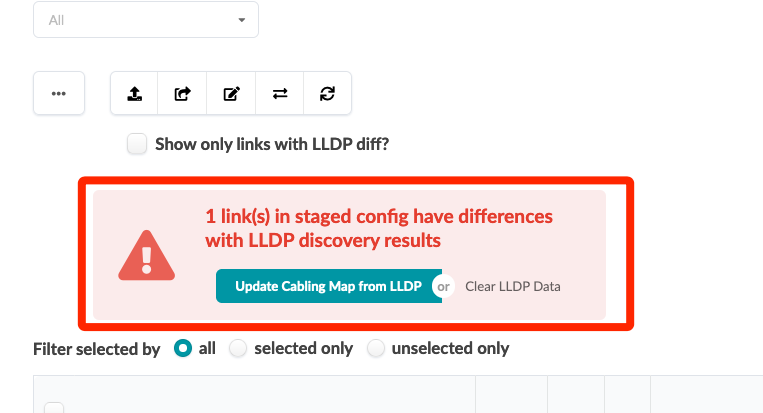 All
Show only links with LLDP diff?
1 link(s) in staged config have differences
with LLDP discovery results
Update Cabling Map from LLDP or Clear LLDP Data
Filter selected by all selected only unselected only